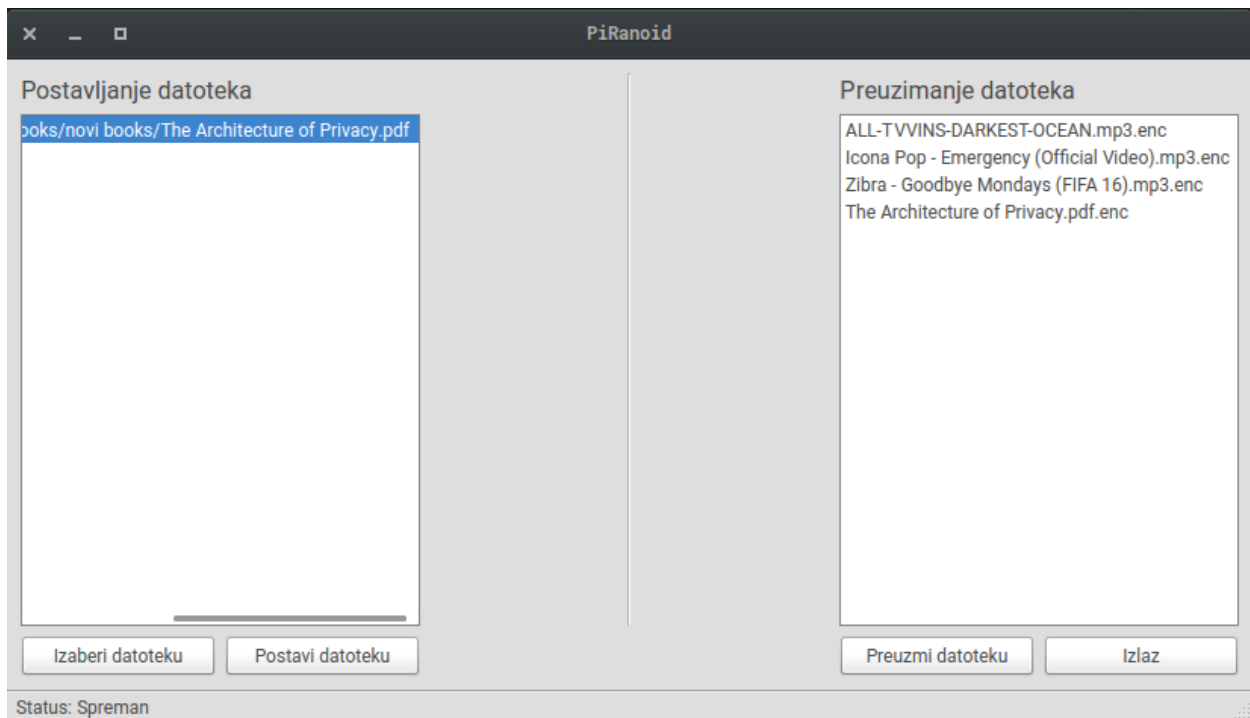 PiRanoid
Postavljanje datoteka
books/novi books/The Architecture of Privacy.pdf
Izaberi datoteku
Postavi datoteku
Preuzimanje datoteka
ALL-TVVINS-DARKEST-OCEAN.mp3.enc
Icona Pop - Emergency (Official Video).mp3.enc
Zibra - Goodbye Mondays (FIFA 16).mp3.enc
The Architecture of Privacy.pdf.enc
Preuzmi datoteku
Izlaz
Status: Spreman